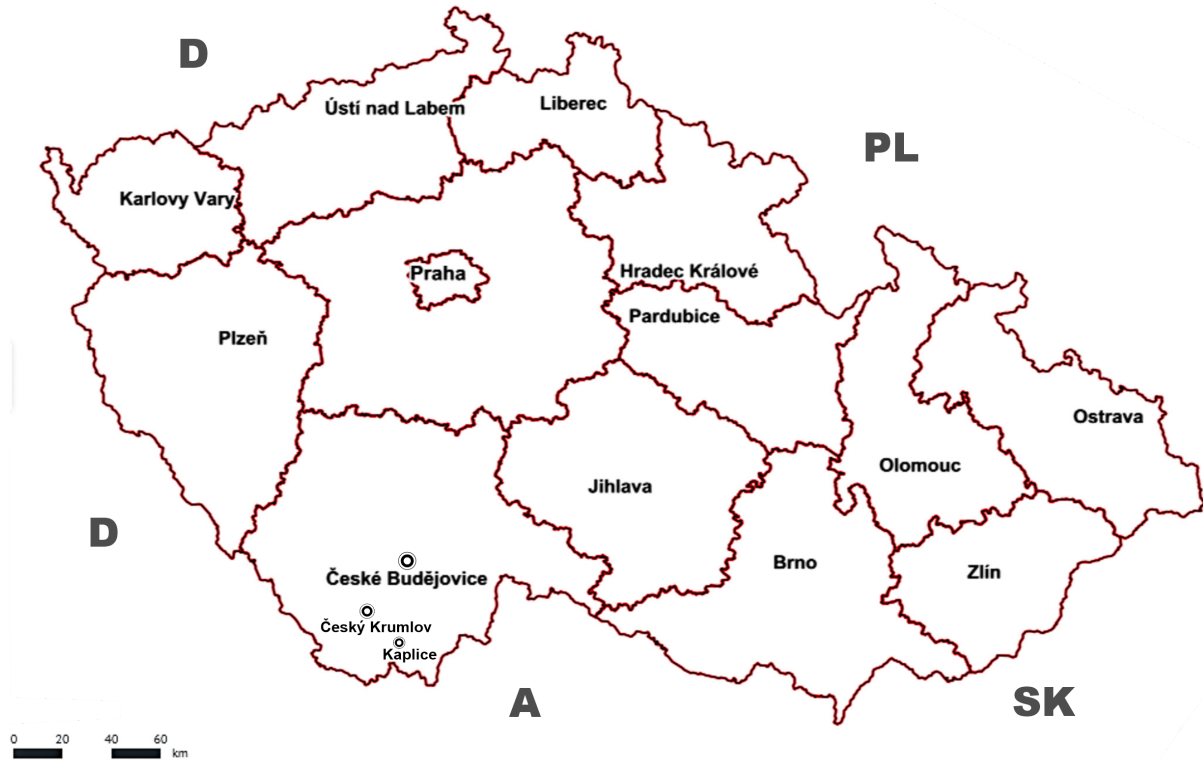 D
Ústí nad Labem
Liberec
PL
Karlovy Vary
Praha
Hradec Králové
Pardubice
Plzeň
Ostrava
Olomouc
Jihlava
D
Brno
Zlín
České Budějovice
Český Krumlov
Kaplice
A
SK
0 20 40 60
km